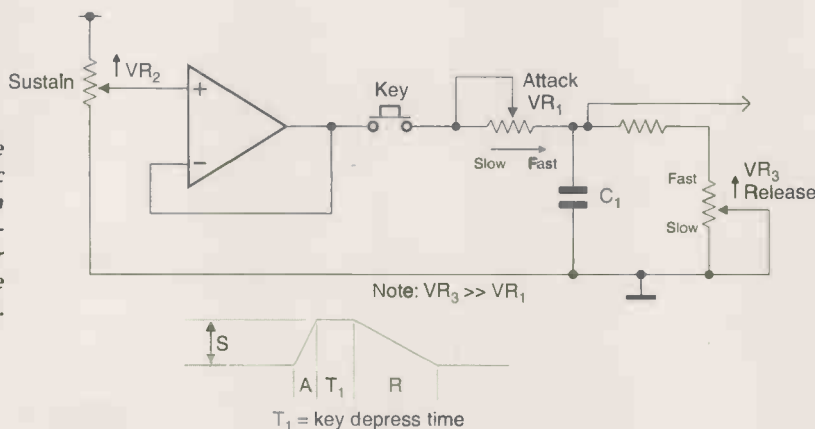 Sustain
VR2
+
−
Key
Attack
VR1
Slow Fast
C1
Fast
Slow
VR3
Release
Note: VR3 >> VR1
S
A T1 R
T1 = key depress time